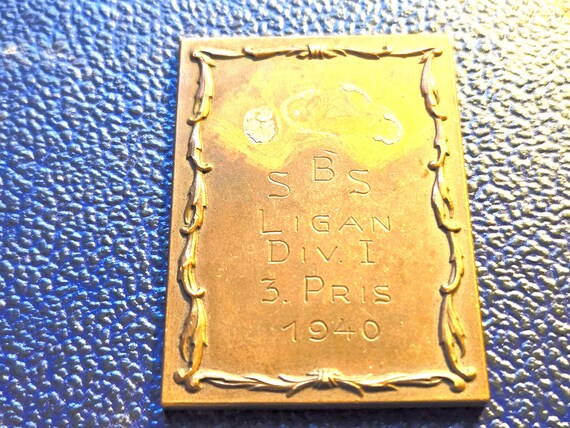 SBS
LIGAN
DIV. I
3. PRIS
1940